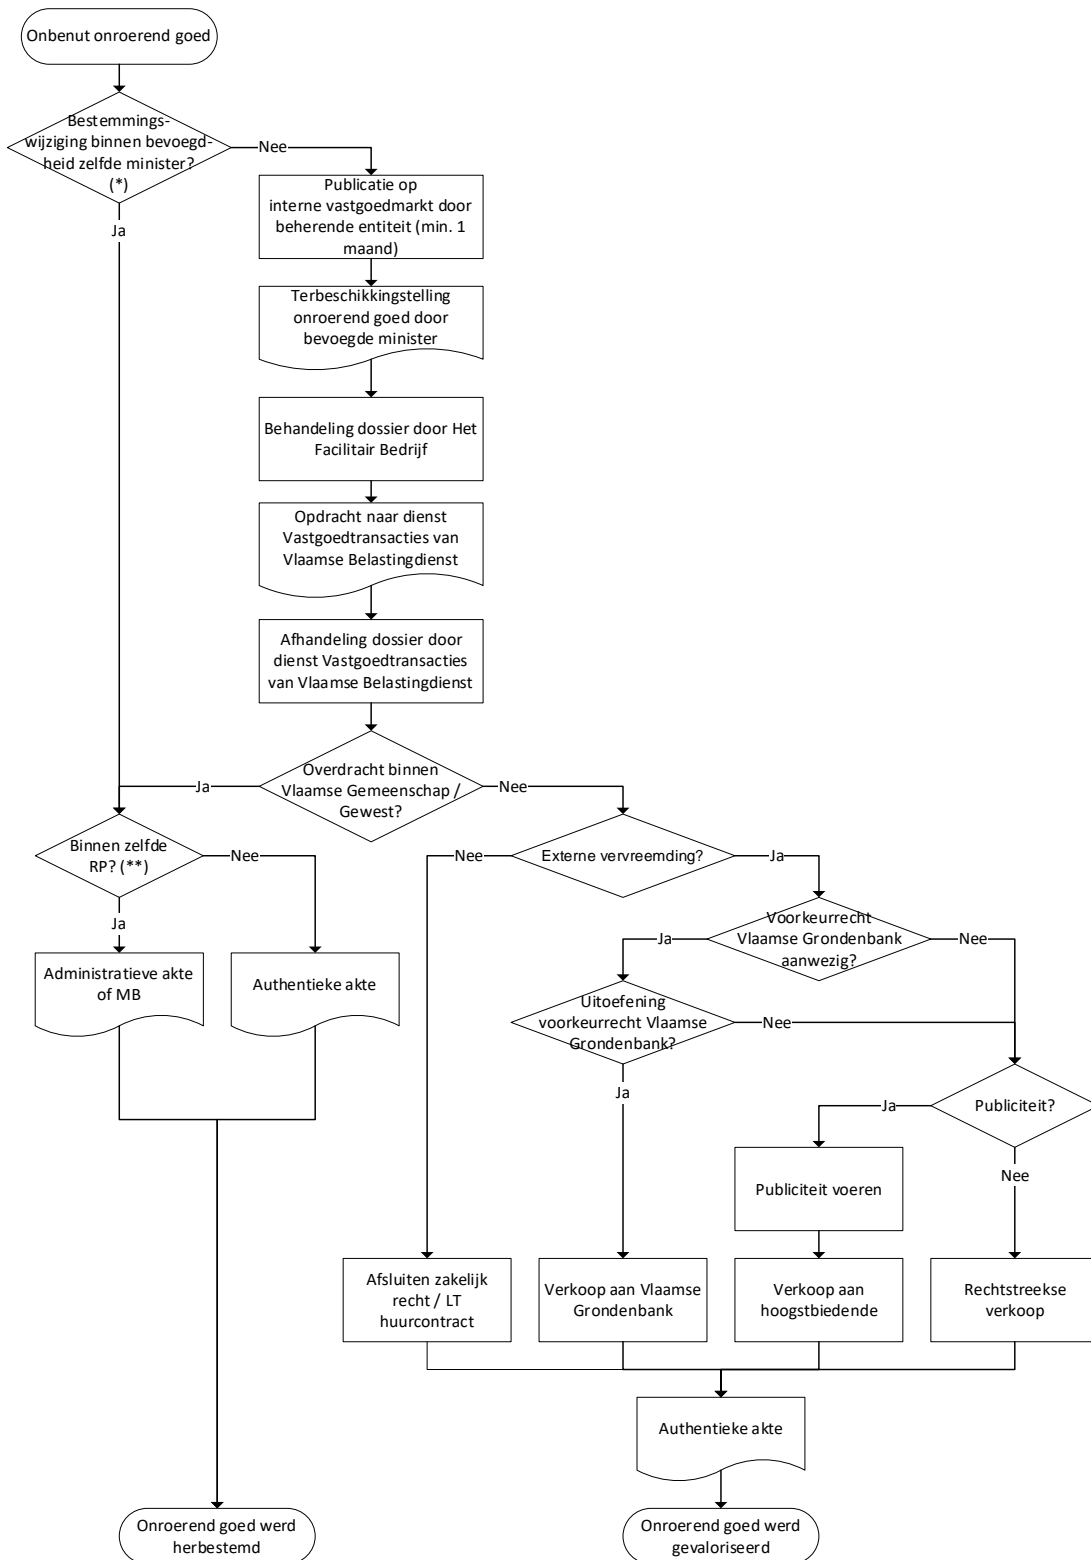 Onbenut onroerend goed
Bestemmings-
wijziging binnen bevoegd-
heid zelfde minister?
(*)
Nee
Ja
Publicatie op
interne vastgoedmarkt door
beherende entiteit (min. 1
maand)
Terbeschikkingstelling
onroerend goed door
bevoegde minister
Behandeling dossier door Het
Facilitair Bedrijf
Opdracht naar dienst
Vastgoedtransacties van
Vlaamse Belastingdienst
Afhandeling dossier door
dienst Vastgoedtransacties
van Vlaamse Belastingdienst
Overdracht binnen
Vlaamse Gemeenschap /
Gewest?
Ja
Nee
Binnen zelfde
RP? (**)
Nee
Ja
Administratieve akte
of MB
Authentieke akte
Externe vervreemding?
Nee
Ja
Voorkeurrecht
Vlaamse Grondenbank
aanwezig?
Ja
Nee
Uitoefening
voorkeurrecht Vlaamse
Grondenbank?
Nee
Ja
Publiciteit?
Ja
Nee
Publiciteit voeren
Afsluiten zakelijk
recht / LT
huurcontract
Verkoop aan Vlaamse
Grondenbank
Verkoop aan
hoogstbiedende
Rechtstreekse
verkoop
Authentieke akte
Onroerend goed werd
herbestemd
Onroerend goed werd
gevaloriseerd